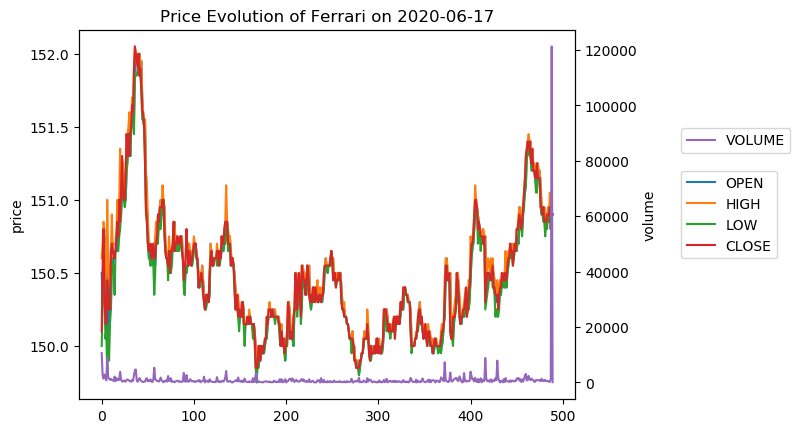 Price Evolution of Ferrari on 2020-06-17
152.0
151.5
151.0
150.5
150.0
price
0
100
200
300
400
500
120000
100000
80000
60000
40000
20000
0
volume
VOLUME
OPEN
HIGH
LOW
CLOSE